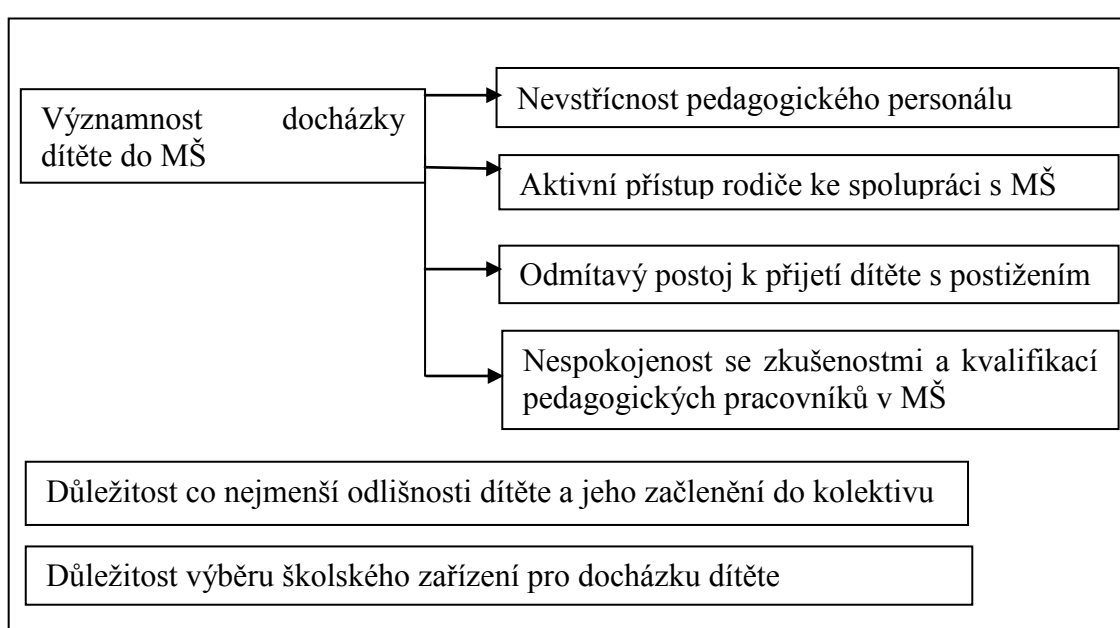 Významnost docházky
dítěte do MŠ
Nevstřícnost pedagogického personálu
Aktivní přístup rodiče ke spolupráci s MŠ
Odmítavý postoj k přijetí dítěte s postižením
Nespokojenost se zkušenostmi a kvalifikací
pedagogických pracovníků v MŠ
Důležitost co nejmenší odlišnosti dítěte a jeho začlenění do kolektivu
Důležitost výběru školského zařízení pro docházku dítěte